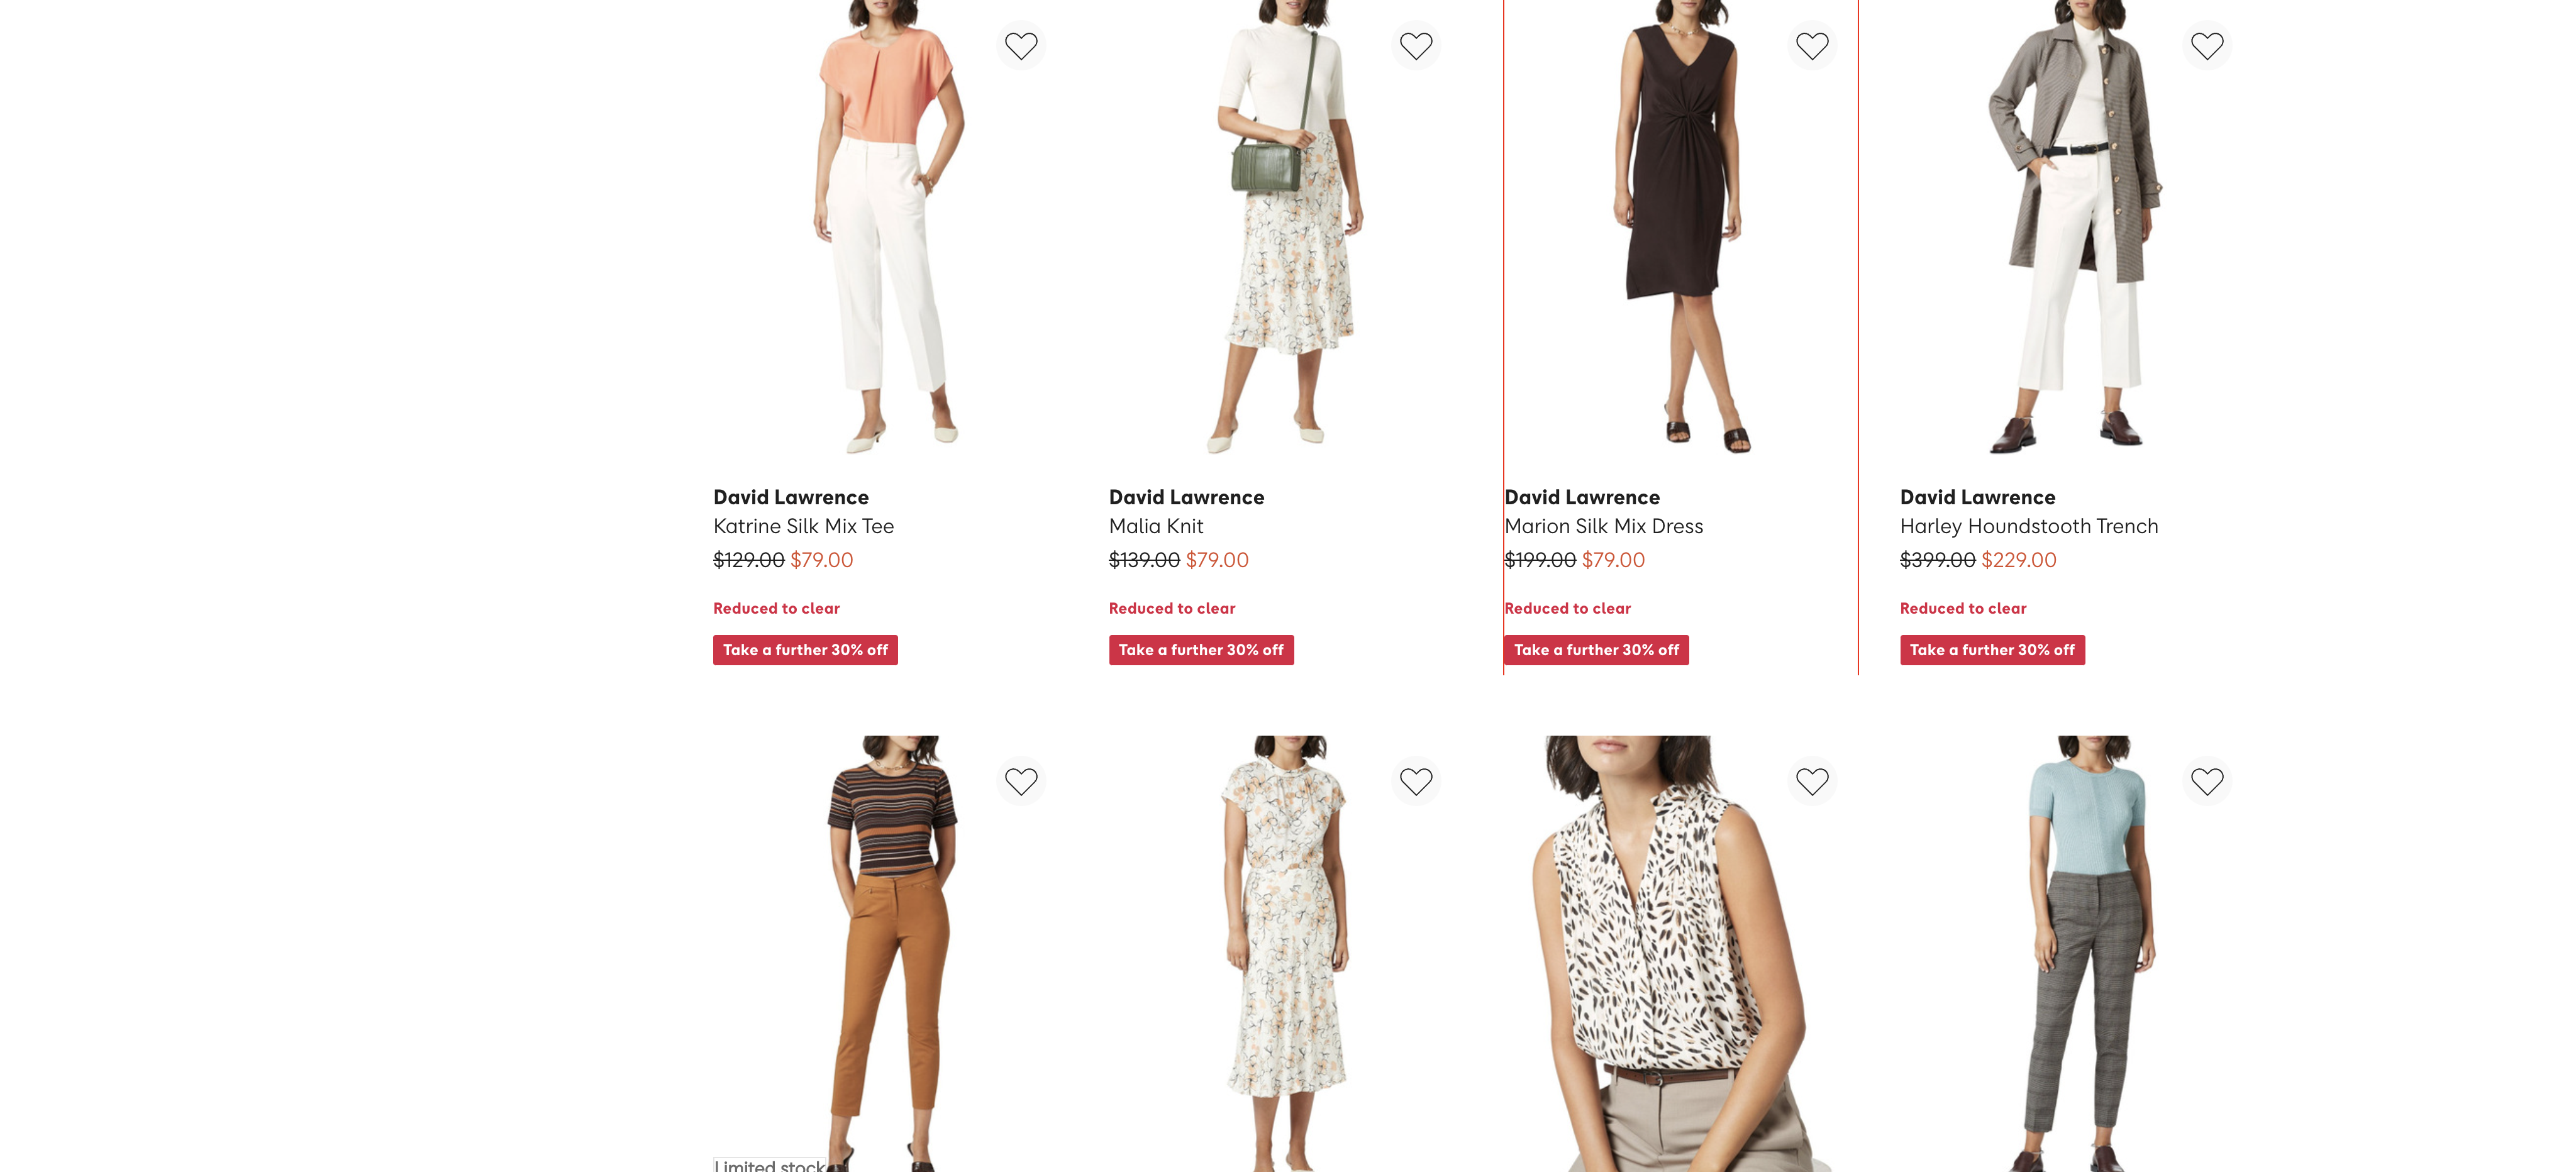 David Lawrence
Katrine Silk Mix Tee
$129.00 $79.00
Reduced to clear
Take a further 30% off
David Lawrence
Malia Knit
$139.00 $79.00
Reduced to clear
Take a further 30% off
David Lawrence
Marion Silk Mix Dress
$199.00 $79.00
Reduced to clear
Take a further 30% off
David Lawrence
Harley Houndstooth Trench
$399.00 $229.00
Reduced to clear
Take a further 30% off
Limited stock